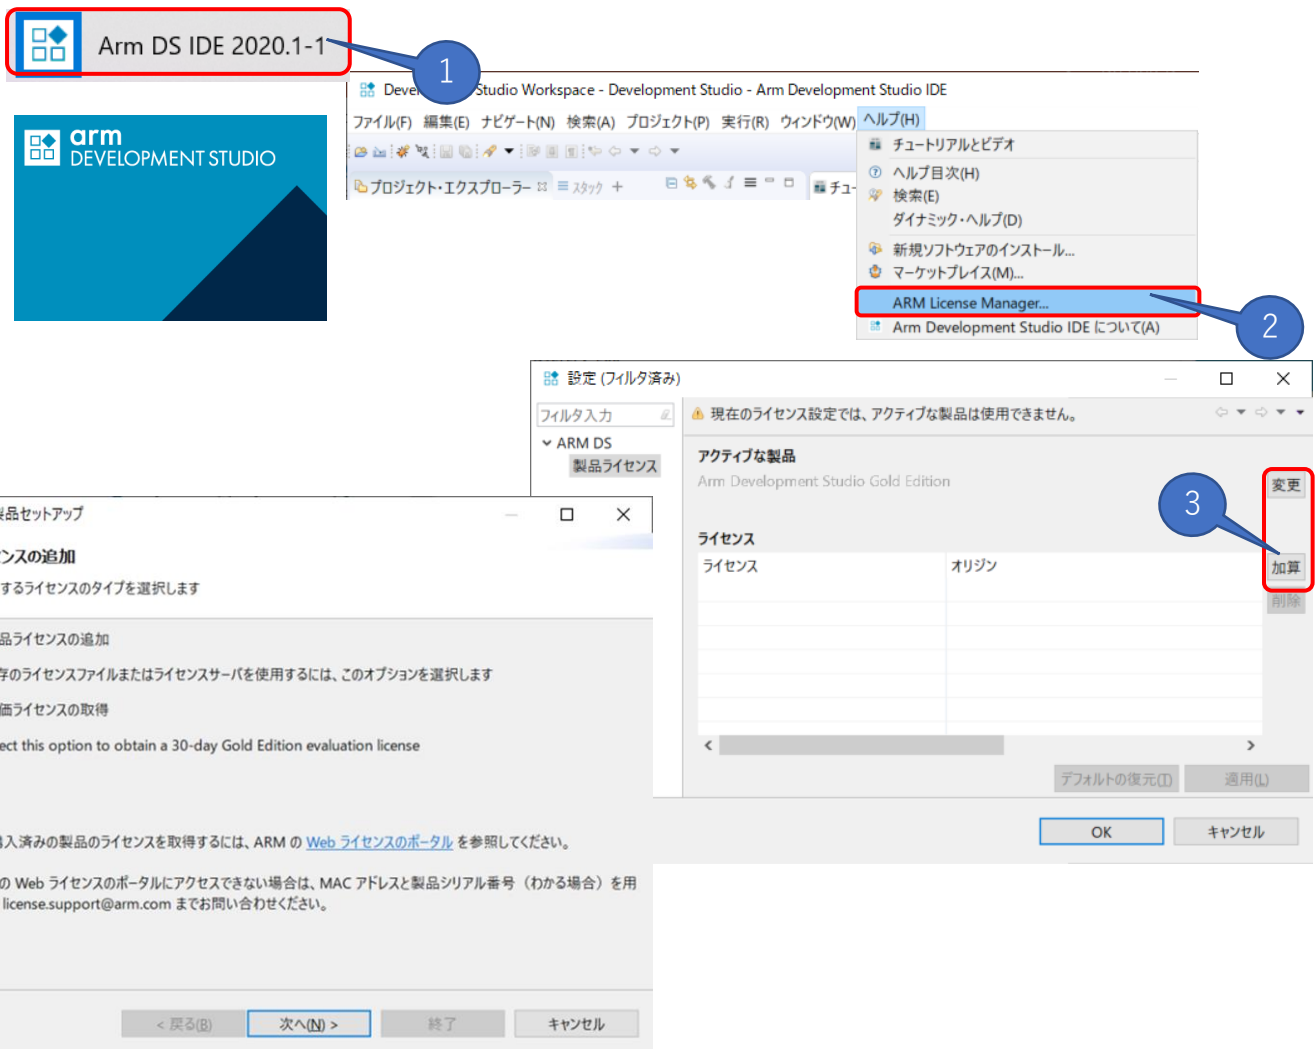 Arm DS IDE 2020.1-1
1
arm
DEVELOPMENT STUDIO
Studio Workspace - Development Studio - Arm Development Studio IDE
ファイル(F) 編集(E) ナビゲート(N) 検索(A) プロジェクト(P) 実行(R) ウィンドウ(W) ヘルプ(H)
プロジェクト・エクスプローラー スタック
チュートリアルとビデオ
ヘルプ目次(H)
検索(E)
ダイナミック・ヘルプ(D)
新規ソフトウェアのインストール...
マーケットプレイス(M)...
ARM License Manager...
Arm Development Studio IDE について(A)
2
設定 (フィルタ済み)
フィルタ入力
ARM DS
製品ライセンス
現在のライセンス設定では、アクティブな製品は使用できません。
アクティブな製品
Arm Development Studio Gold Edition
変更
3
ライセンス
ライセンス オリジン
加算
削除
デフォルトの復元(T) 適用(L)
OK キャンセル
品セットアップ
ンスの追加
するライセンスのタイプを選択します
品ライセンスの追加
存のライセンスファイルまたはライセンスサーバを使用するには、このオプションを選択します
価ライセンスの取得
ect this option to obtain a 30-day Gold Edition evaluation license
入済みの製品のライセンスを取得するには、ARM の Web ライセンスのポータル を参照してください。
の Web ライセンスのポータルにアクセスできない場合は、MAC アドレスと製品シリアル番号（わかる場合）を用
license.support@arm.com までお問い合わせください。
< 戻る(B) 次へ(N) > 終了 キャンセル